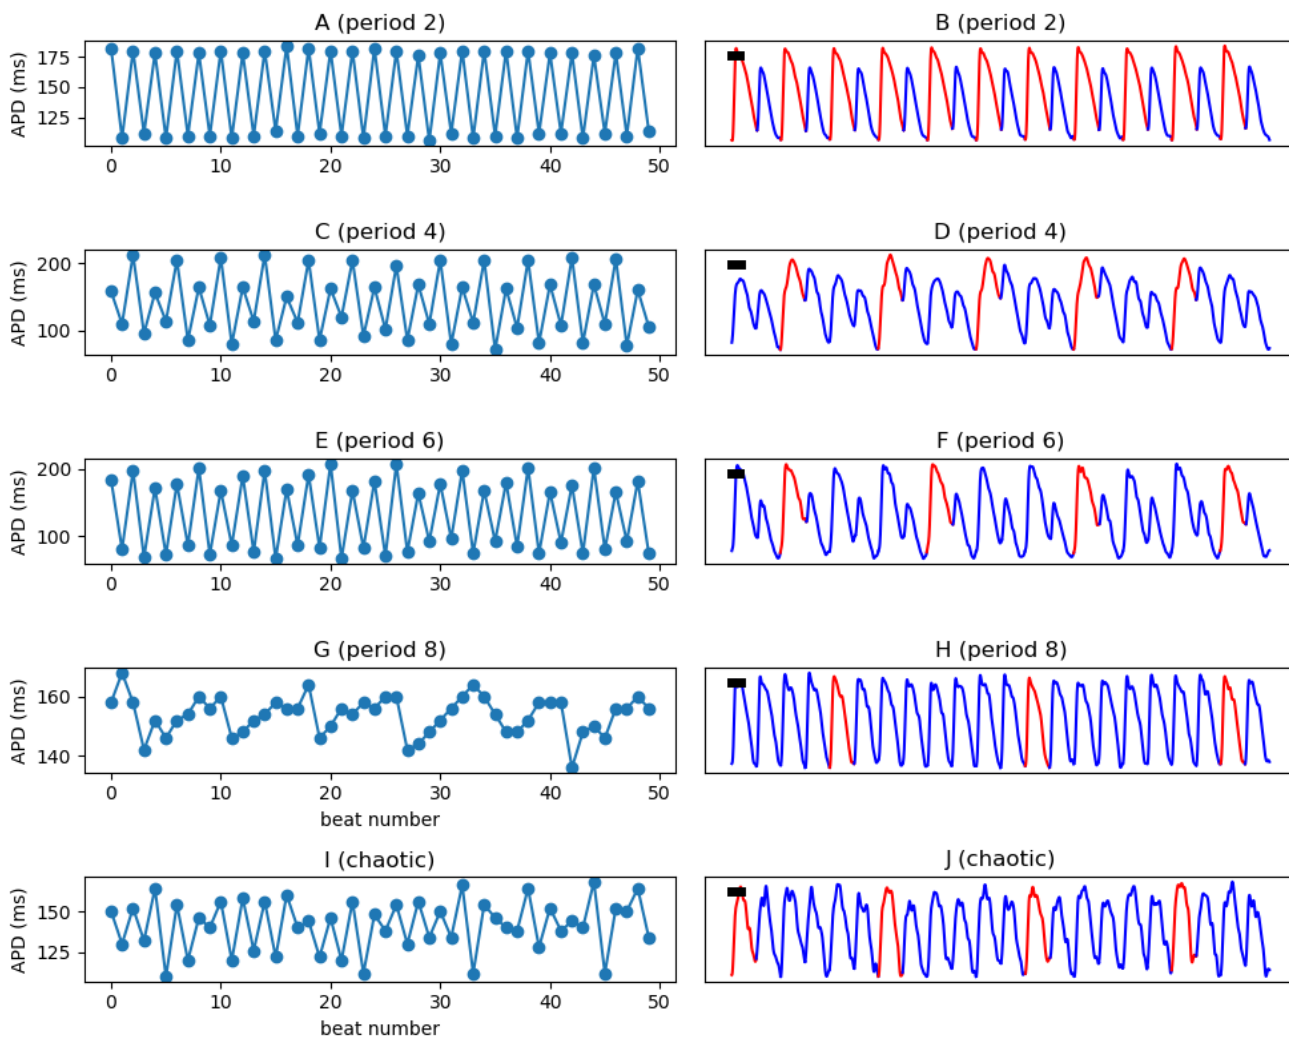 A (period 2)
B (period 2)
APD (ms)
175
150
125
0
10
20
30
40
50
C (period 4)
D (period 4)
APD (ms)
200
100
0
10
20
30
40
50
E (period 6)
F (period 6)
APD (ms)
200
100
0
10
20
30
40
50
G (period 8)
H (period 8)
APD (ms)
160
140
0
10
20
30
40
50
beat number
I (chaotic)
J (chaotic)
APD (ms)
150
125
0
10
20
30
40
50
beat number